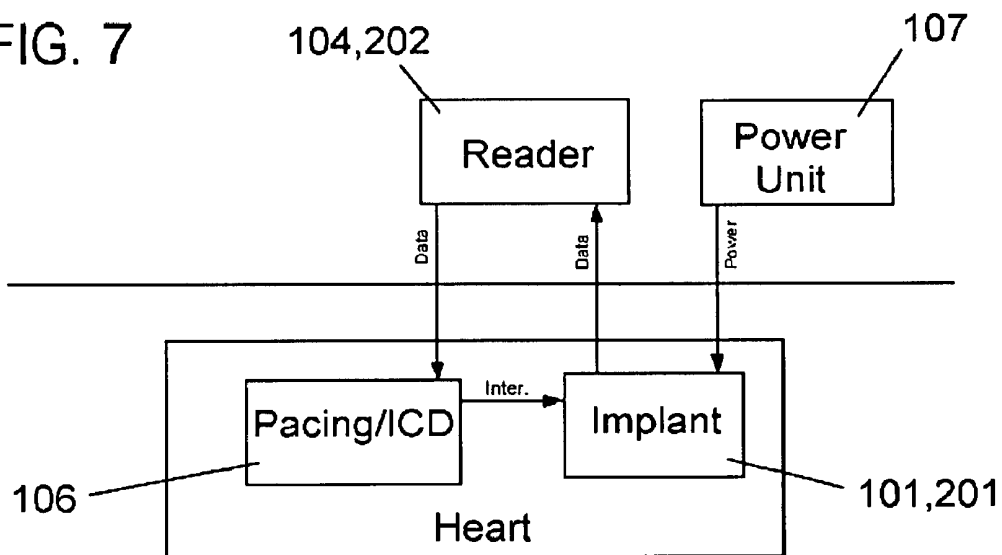 FIG. 7
104,202
107
Reader
Power
Unit
Data
Data
Power
Pacing/ICD
Inter.
Implant
106
101,201
Heart